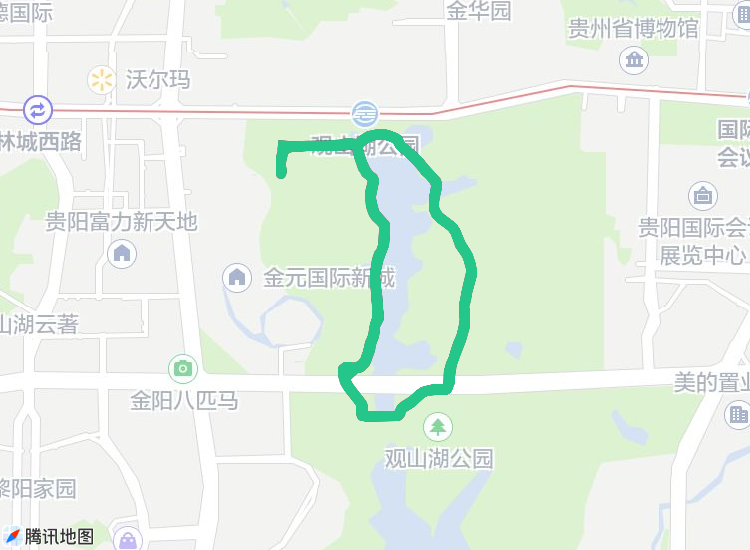 德国际
金华园
贵州省博物馆
沃尔玛
林城西路
观山湖公园
国际
会议
贵阳富力新天地
贵阳国际会议
展览中心
金元国际新城
山湖云著
金阳八匹马
美的置业
观山湖公园
黎阳家园
腾讯地图